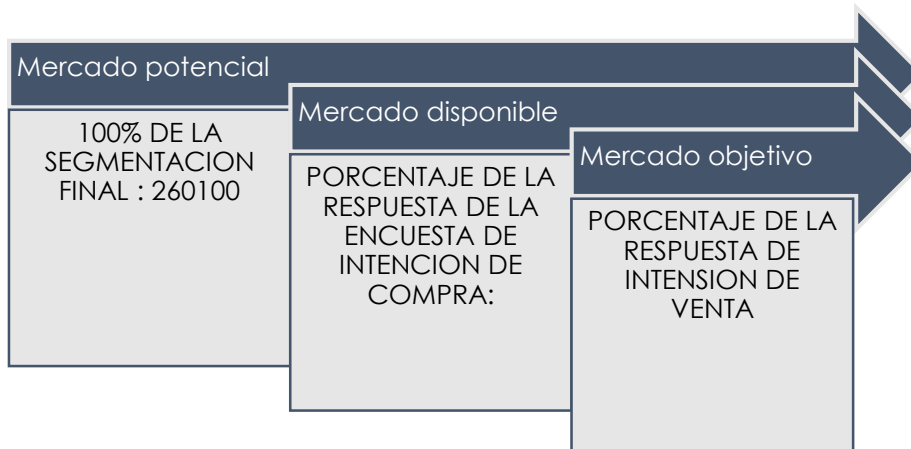 Mercado potencial
100% DE LA
SEGMENTACION
FINAL : 260100
Mercado disponible
PORCENTAJE DE LA
RESPUESTA DE LA
ENCUESTA DE
INTENCION DE
COMPRA:
Mercado objetivo
PORCENTAJE DE LA
RESPUESTA DE
INTENSION DE
VENTA